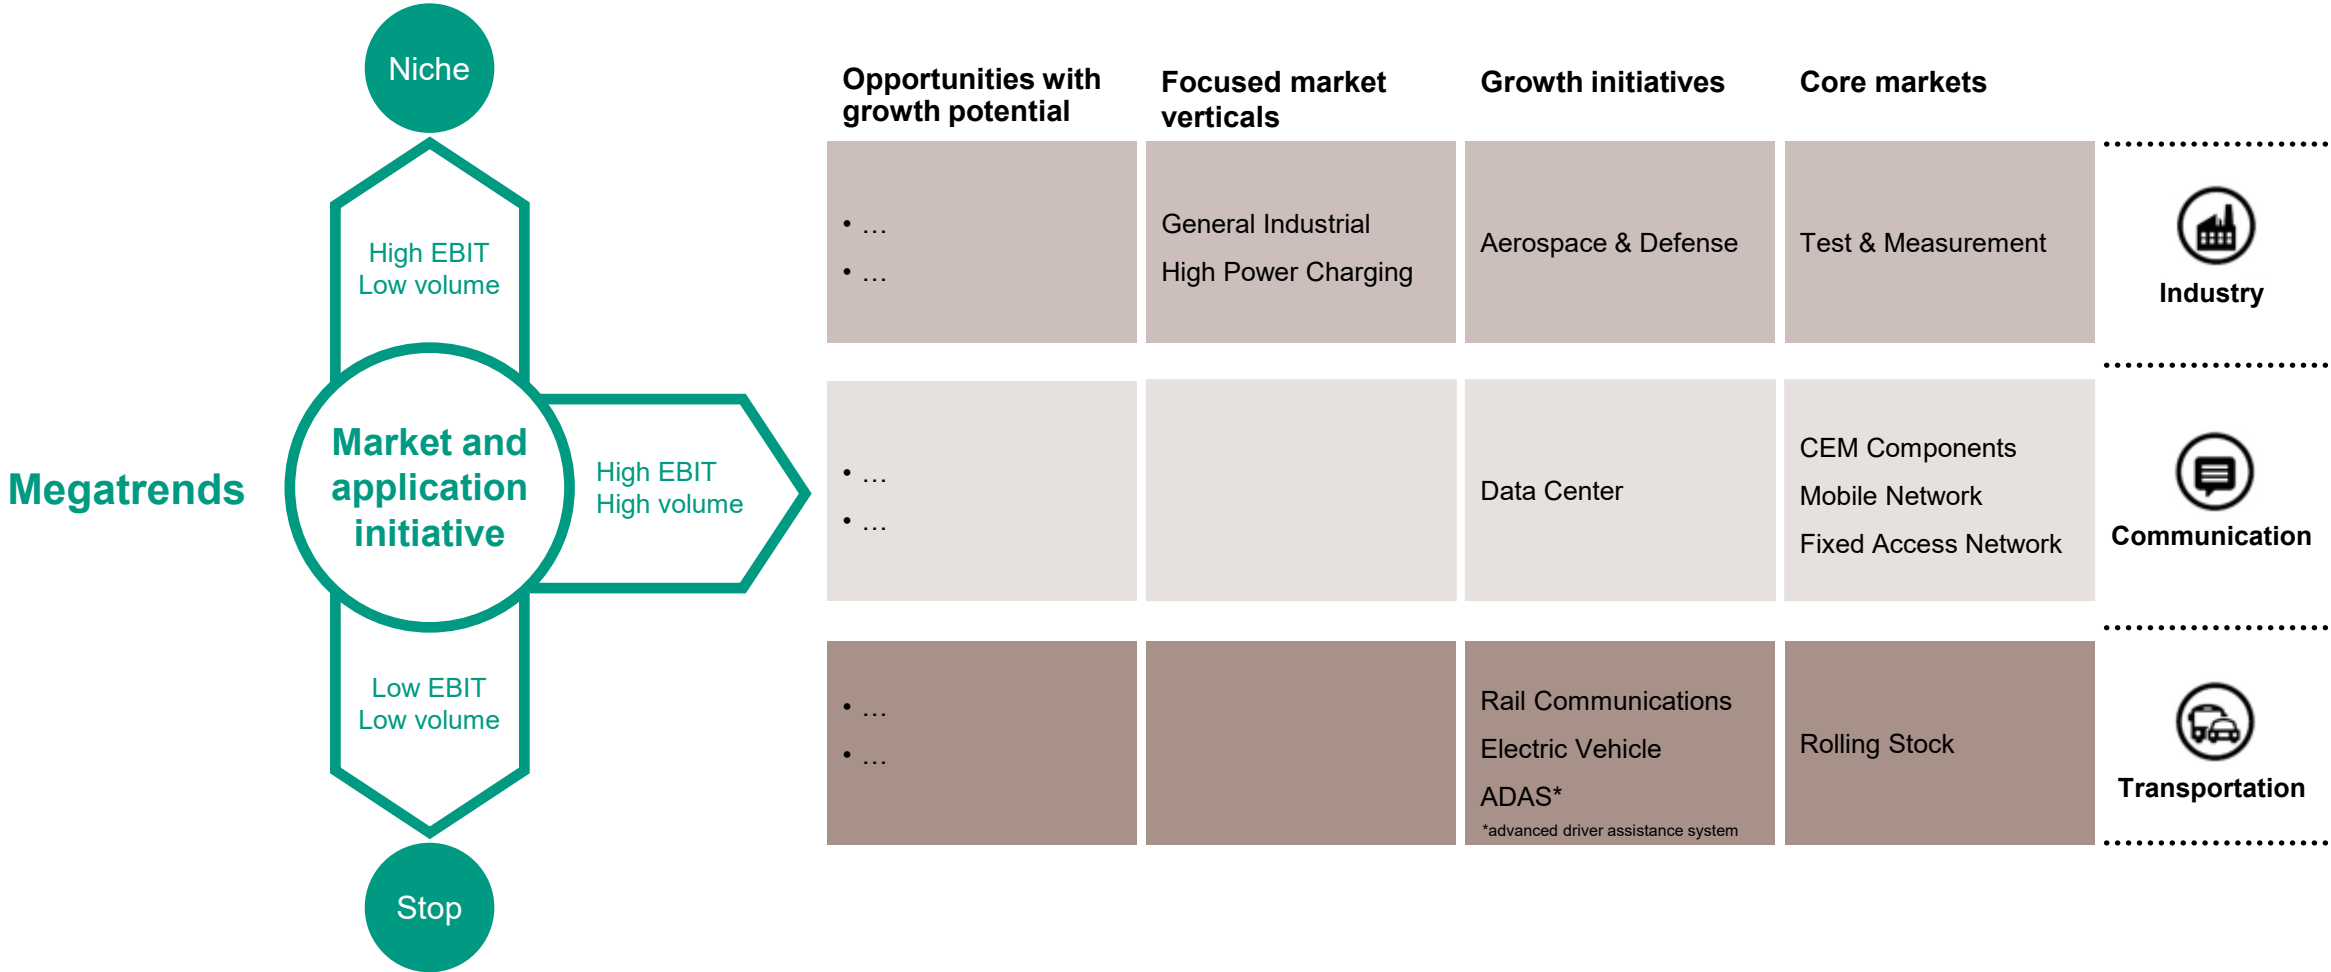 Niche
High EBIT
Low volume
Megatrends
Market and
application
initiative
High EBIT
High volume
Low EBIT
Low volume
Stop
Opportunities with
growth potential
Focused market
verticals
Growth initiatives
Core markets
• …
• …
General Industrial
High Power Charging
Aerospace & Defense
Test & Measurement
Industry
• …
• …
Data Center
CEM Components
Mobile Network
Fixed Access Network
Communication
• …
• …
Rail Communications
Electric Vehicle
ADAS*
*advanced driver assistance system
Rolling Stock
Transportation